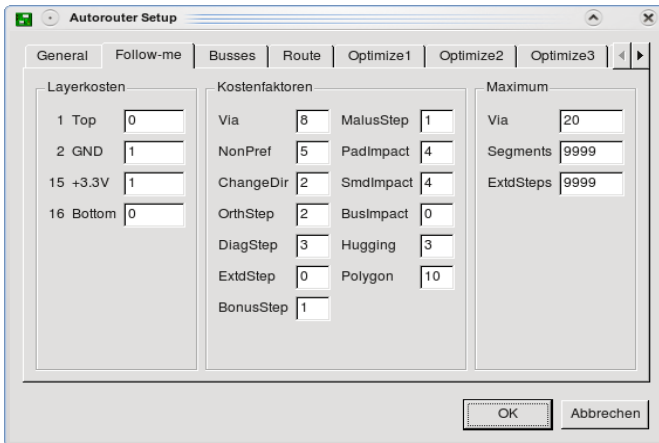 Autorouter Setup
General Follow-me Busses Route Optimize1 Optimize2 Optimize3
Layerkosten
1 Top 0
2 GND 1
15 +3.3V 1
16 Bottom 0
Kostenfaktoren
Via 8 MalusStep 1
NonPref 5 PadImpact 4
ChangeDir 2 SmdImpact 4
OrthStep 2 BusImpact 0
DiagStep 3 Hugging 3
ExtdStep 0 Polygon 10
BonusStep 1
Maximum
Via 20
Segments 9999
ExtdSteps 9999
OK Abbrechen